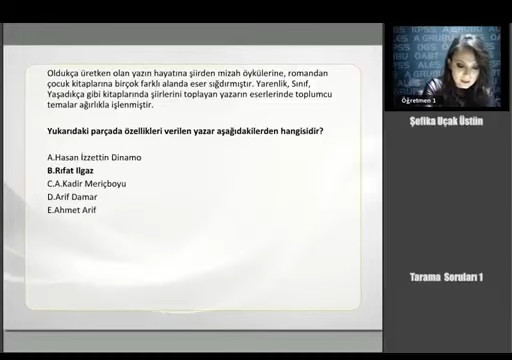 Oldukça üretken olan yazın hayatına şiirden mizah öykülerine, romandan
çocuk kitaplarına birçok farklı alanda eser sığdırmıştır. Yarenlik, Sınıf,
Yaşadıkça gibi kitaplarında şiirlerini toplayan yazarın eserlerinde toplumcu
temalar ağırlıkla işlenmiştir.
Yukarıdaki parçada özellikleri verilen yazar aşağıdakilerden hangisidir?
A.Hasan İzzettin Dinamo
B.Rıfat Ilgaz
C.A.Kadir Meriçboyu
D.Arif Damar
E.Ahmet Arif
Öğretmen 1
Şefika Uçak Üstün
Tarama Soruları 1